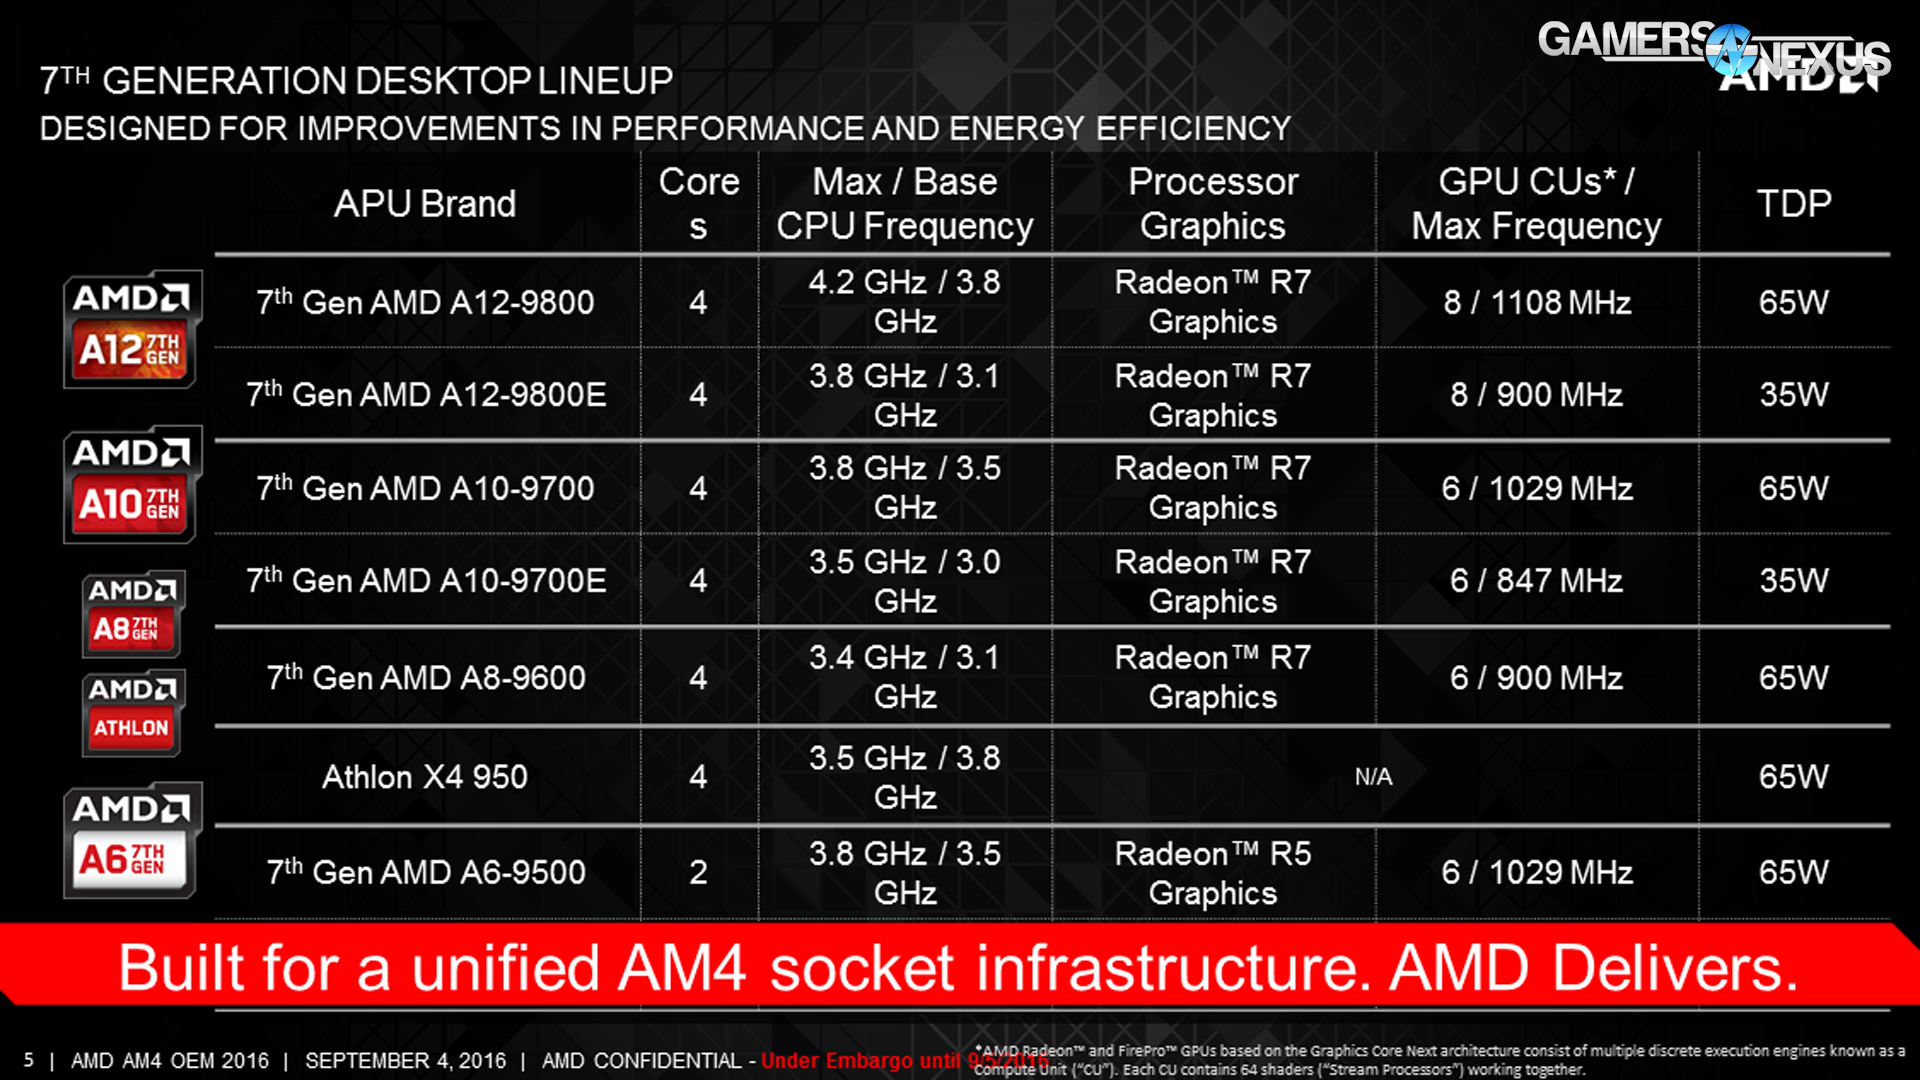 GAMERS NEXUS
AMD
7TH GENERATION DESKTOP LINEUP
DESIGNED FOR IMPROVEMENTS IN PERFORMANCE AND ENERGY EFFICIENCY
APU Brand
Core
s
Max / Base
CPU Frequency
Processor
Graphics
GPU CUs* /
Max Frequency
TDP
AMD
A12 7TH GEN
7th Gen AMD A12-9800
4
4.2 GHz / 3.8
GHz
Radeon™ R7
Graphics
8 / 1108 MHz
65W
7th Gen AMD A12-9800E
4
3.8 GHz / 3.1
GHz
Radeon™ R7
Graphics
8 / 900 MHz
35W
AMD
A10 7TH GEN
7th Gen AMD A10-9700
4
3.8 GHz / 3.5
GHz
Radeon™ R7
Graphics
6 / 1029 MHz
65W
7th Gen AMD A10-9700E
4
3.5 GHz / 3.0
GHz
Radeon™ R7
Graphics
6 / 847 MHz
35W
AMD
A8 7TH GEN
7th Gen AMD A8-9600
4
3.4 GHz / 3.1
GHz
Radeon™ R7
Graphics
6 / 900 MHz
65W
AMD
ATHLON
Athlon X4 950
4
3.5 GHz / 3.8
GHz
N/A
65W
AMD
A6 7TH GEN
7th Gen AMD A6-9500
2
3.8 GHz / 3.5
GHz
Radeon™ R5
Graphics
6 / 1029 MHz
65W
Built for a unified AM4 socket infrastructure. AMD Delivers.
5 | AMD AM4 OEM 2016 | SEPTEMBER 4, 2016 | AMD CONFIDENTIAL - Under Embargo until 9/5/2016
*AMD Radeon™ and FirePro™ GPUs based on the Graphics Core Next architecture consist of multiple discrete execution engines known as a
Compute Unit ("CU"). Each CU contains 64 shaders ("Stream Processors") working together.